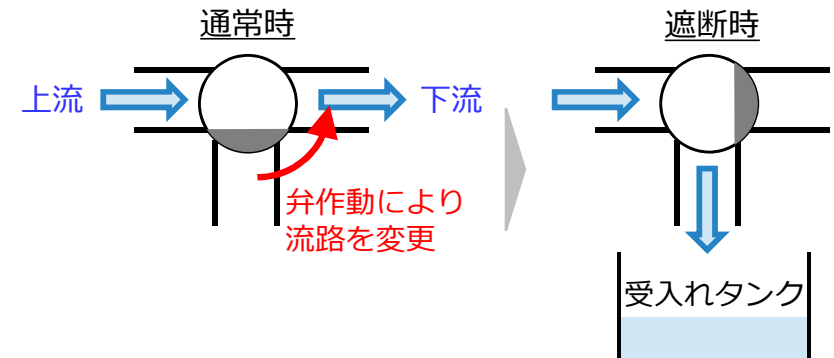 通常時
遮断時
上流
下流
弁作動により
流路を変更
受入れタンク